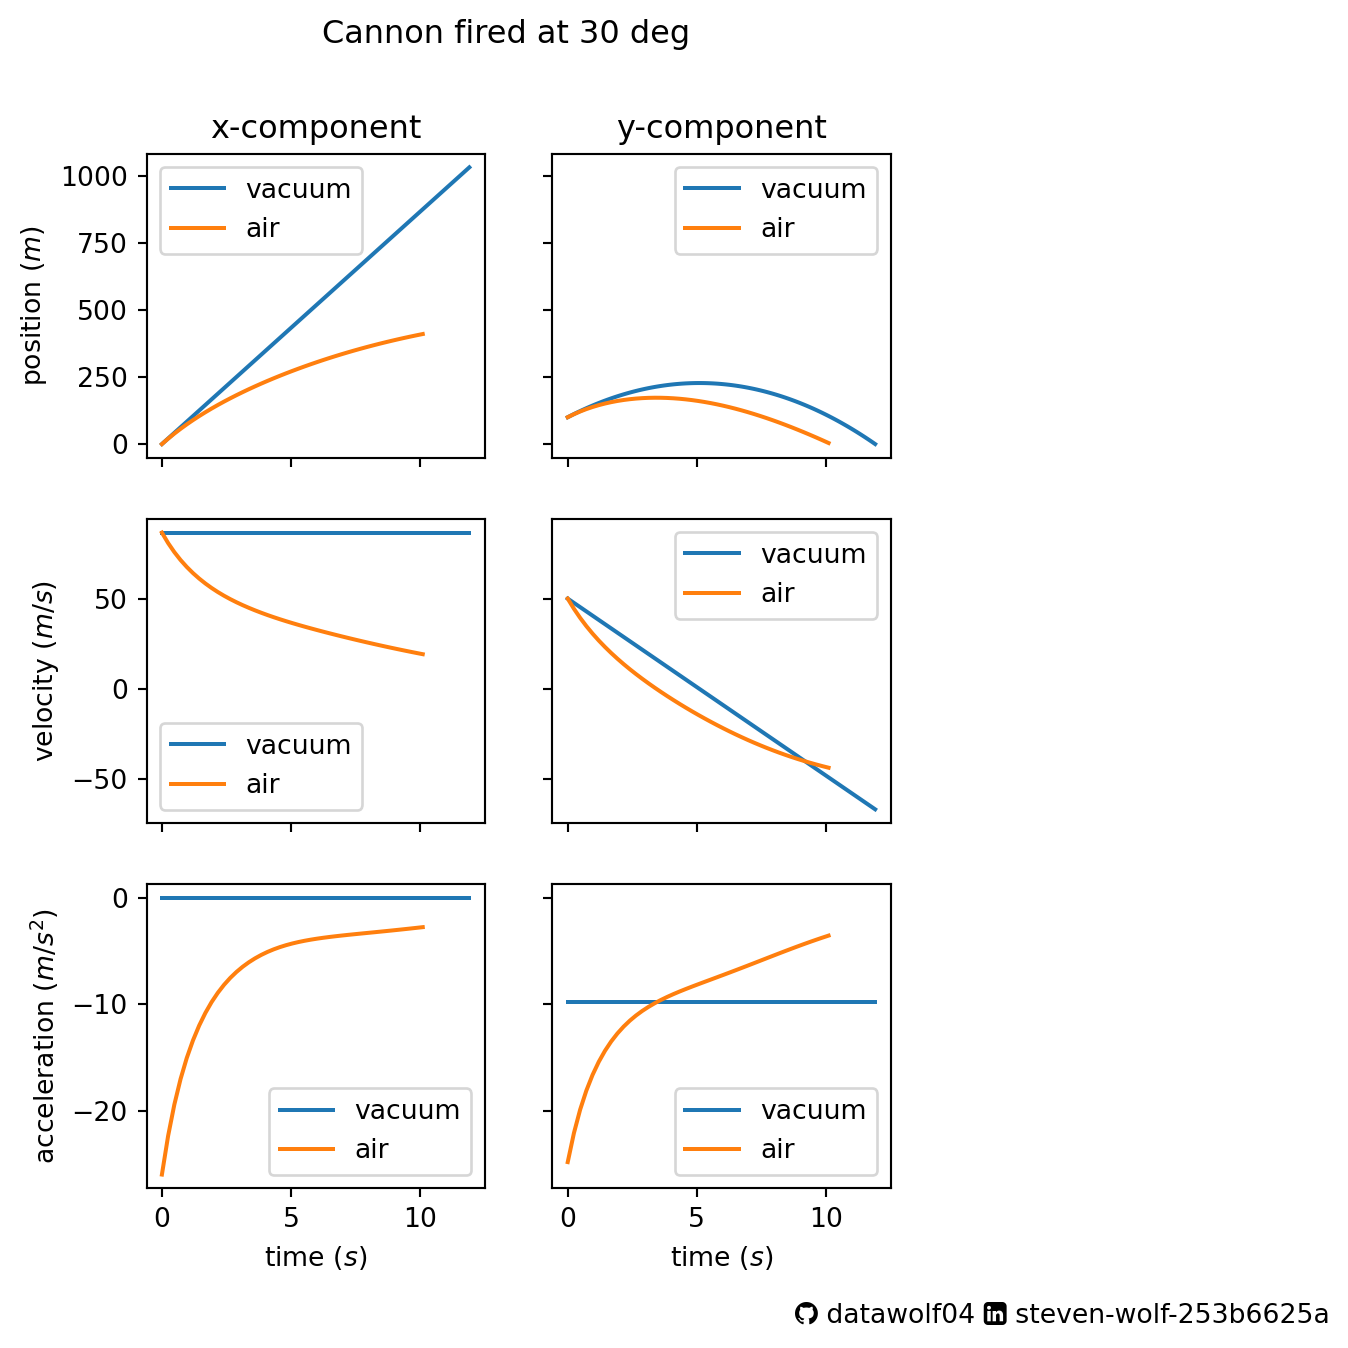 Cannon fired at 30 deg
x-component
y-component
position (m)
1000
750
500
250
0
vacuum
air
vacuum
air
velocity (m/s)
50
0
−50
vacuum
air
vacuum
air
acceleration (m/s²)
0
−10
−20
vacuum
air
vacuum
air
0 5 10
0 5 10
time (s)
time (s)
datawolf04 steven-wolf-253b6625a